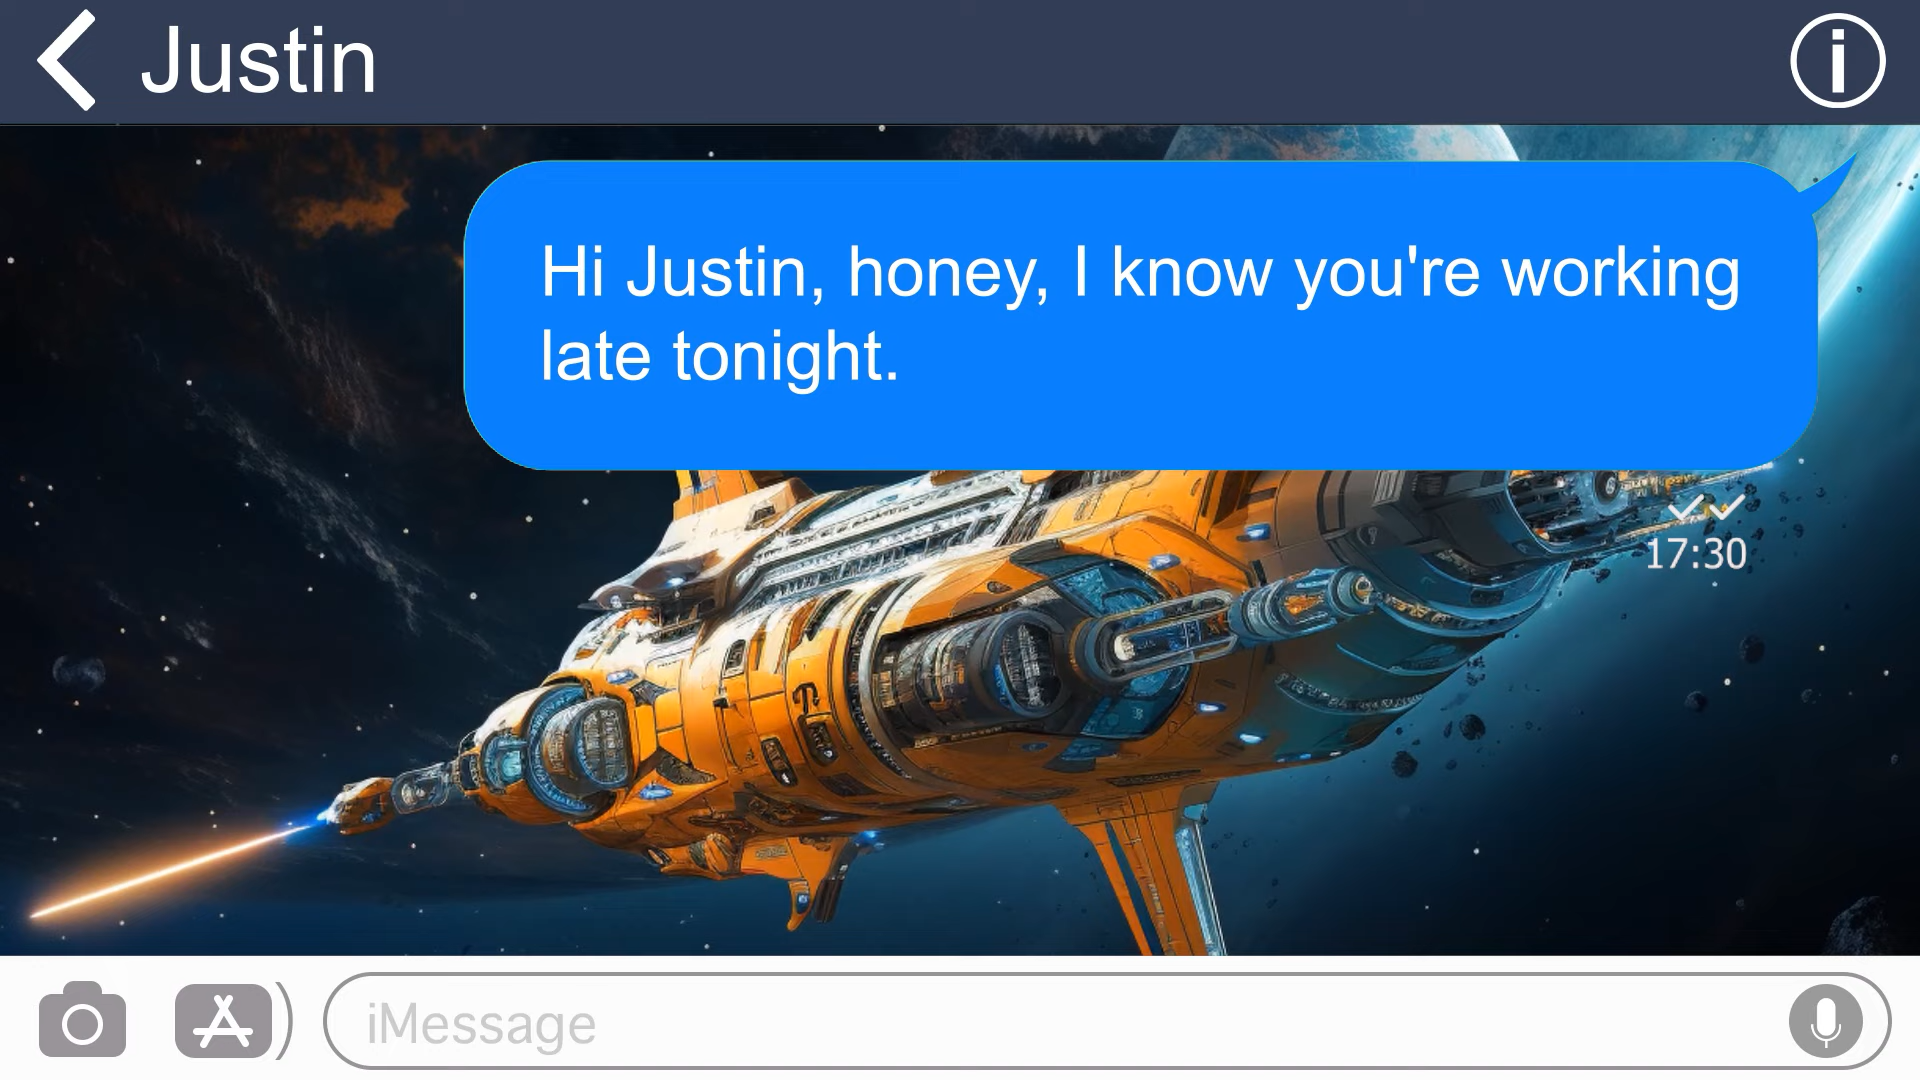 Justin
Hi Justin, honey, I know you're working
late tonight.
17:30
iMessage